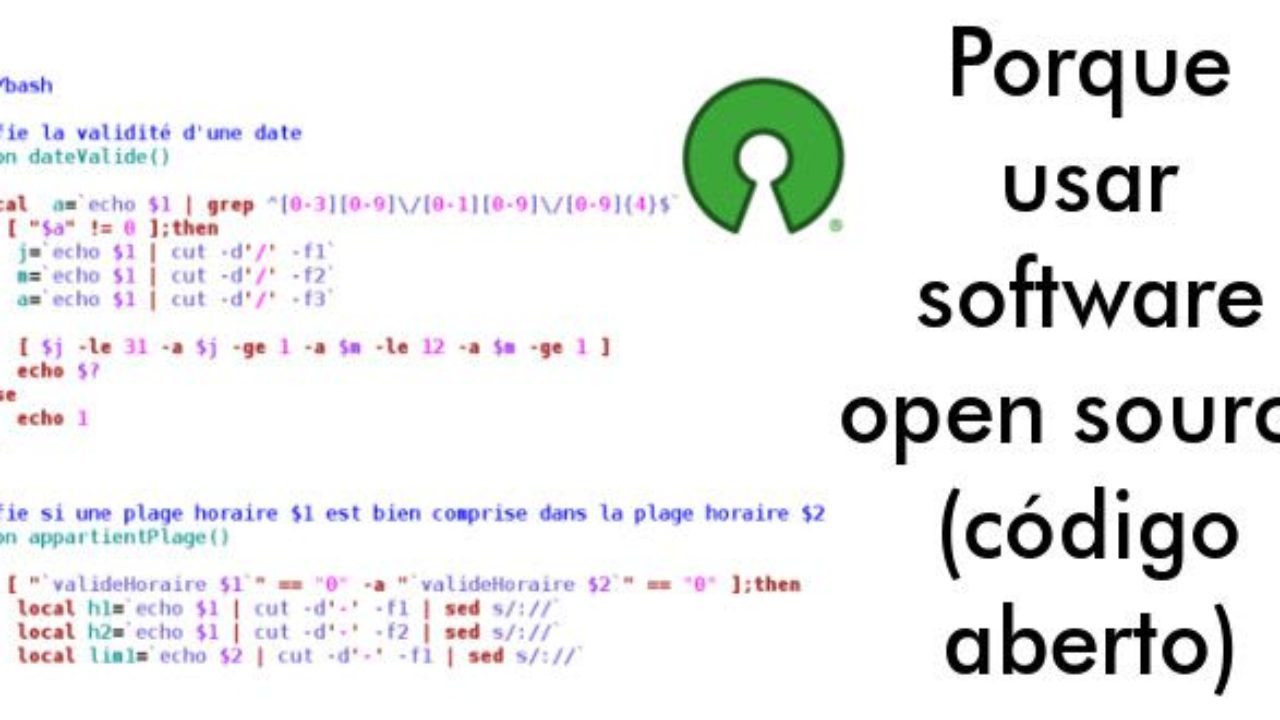 /bash
fie la validité d'une date
on dateValide()
cal a=`echo $1 | grep ^[0-3][0-9]\/[0-1][0-9]\/[0-9]{4}$`
[ "$a" != 0 ];then
j=`echo $1 | cut -d'/' -f1`
m=`echo $1 | cut -d'/' -f2`
a=`echo $1 | cut -d'/' -f3`
[ $j -le 31 -a $j -ge 1 -a $m -le 12 -a $m -ge 1 ]
echo $?
se
echo 1
fie si une plage horaire $1 est bien comprise dans la plage horaire $2
on appartientPlage()
[ "`valideHoraire $1`" == "0" -a "`valideHoraire $2`" == "0" ];then
local h1=`echo $1 | cut -d'-' -f1 | sed s/://`
local h2=`echo $1 | cut -d'-' -f2 | sed s/://`
local lim1=`echo $2 | cut -d'-' -f1 | sed s/://`
®
Porque
usar
software
open sourc
(código
aberto)